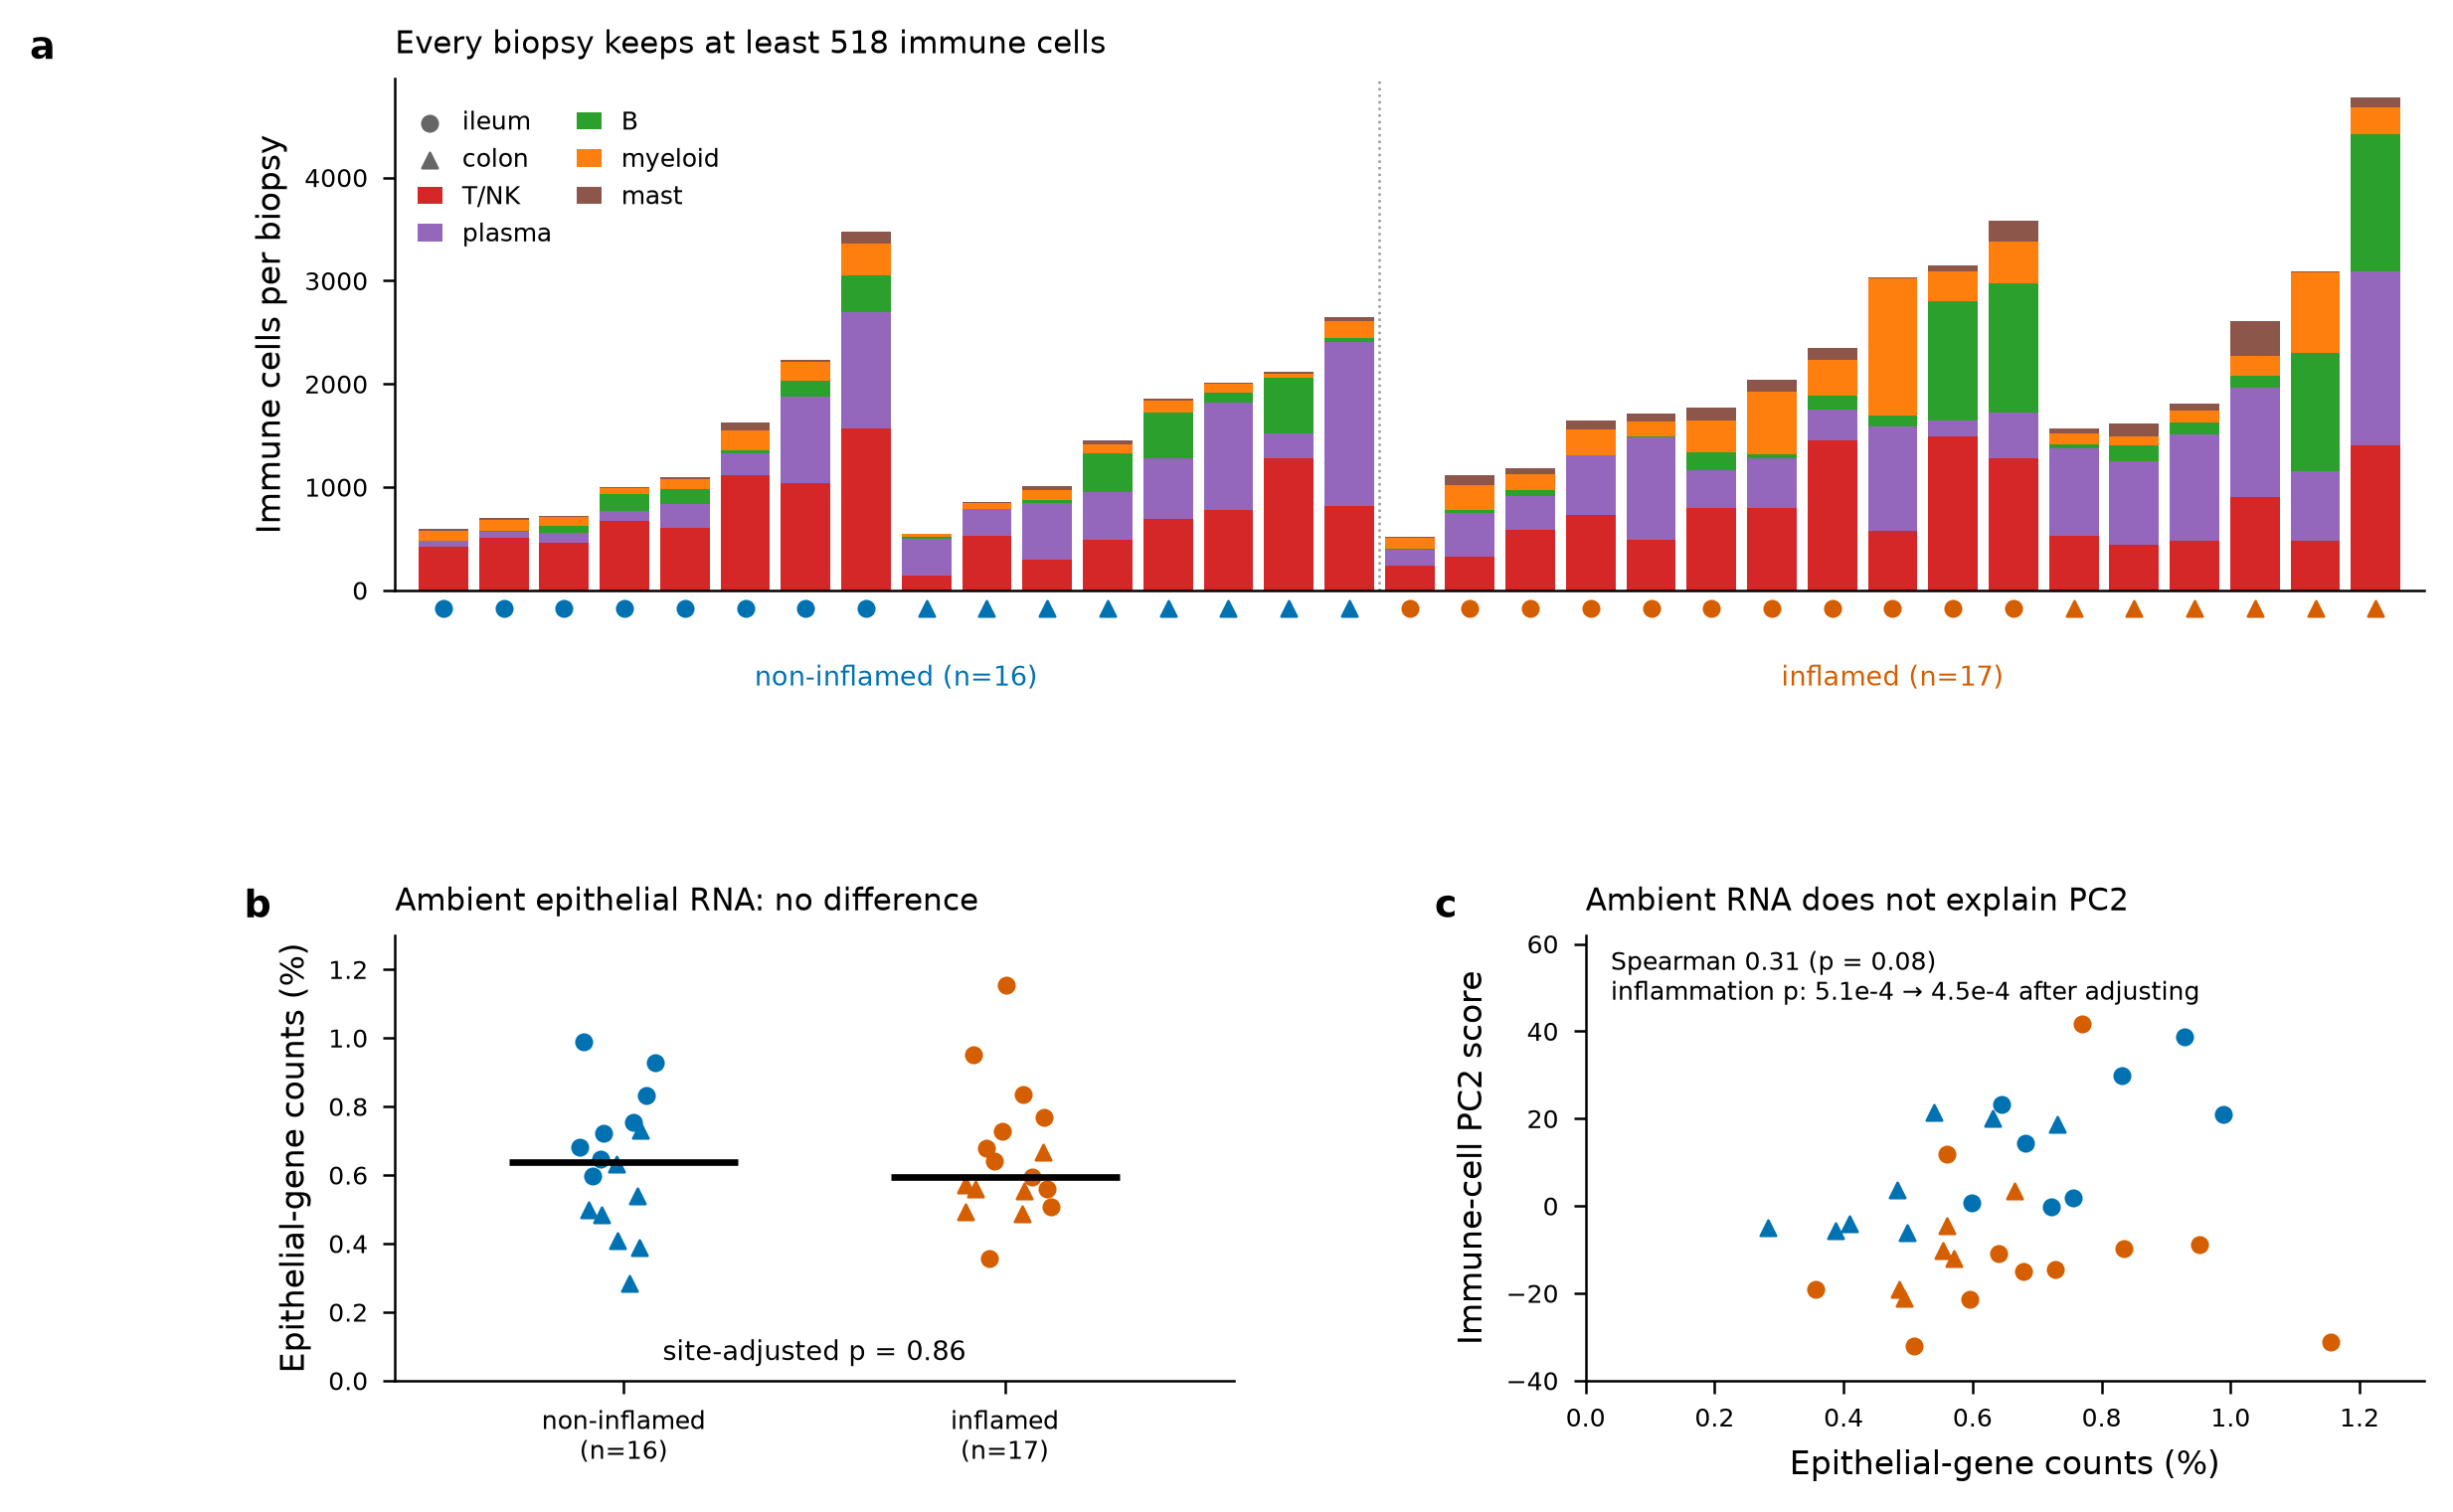 a
Every biopsy keeps at least 518 immune cells
Immune cells per biopsy
4000
3000
2000
1000
0
ileum
colon
T/NK
plasma
B
myeloid
mast
non-inflamed (n=16)
inflamed (n=17)
b
Ambient epithelial RNA: no difference
Epithelial-gene counts (%)
1.2
1.0
0.8
0.6
0.4
0.2
0.0
site-adjusted p = 0.86
non-inflamed
(n=16)
inflamed
(n=17)
c
Ambient RNA does not explain PC2
Immune-cell PC2 score
60
40
20
0
−20
−40
Spearman 0.31 (p = 0.08)
inflammation p: 5.1e-4 → 4.5e-4 after adjusting
0.0 0.2 0.4 0.6 0.8 1.0 1.2
Epithelial-gene counts (%)